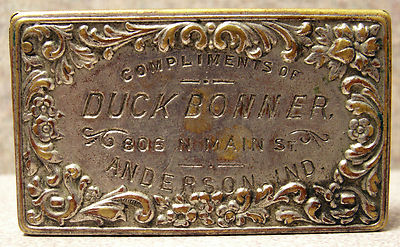 COMPLIMENTS OF
DUCK BONNER,
806 N. MAIN ST.
ANDERSON, IND.